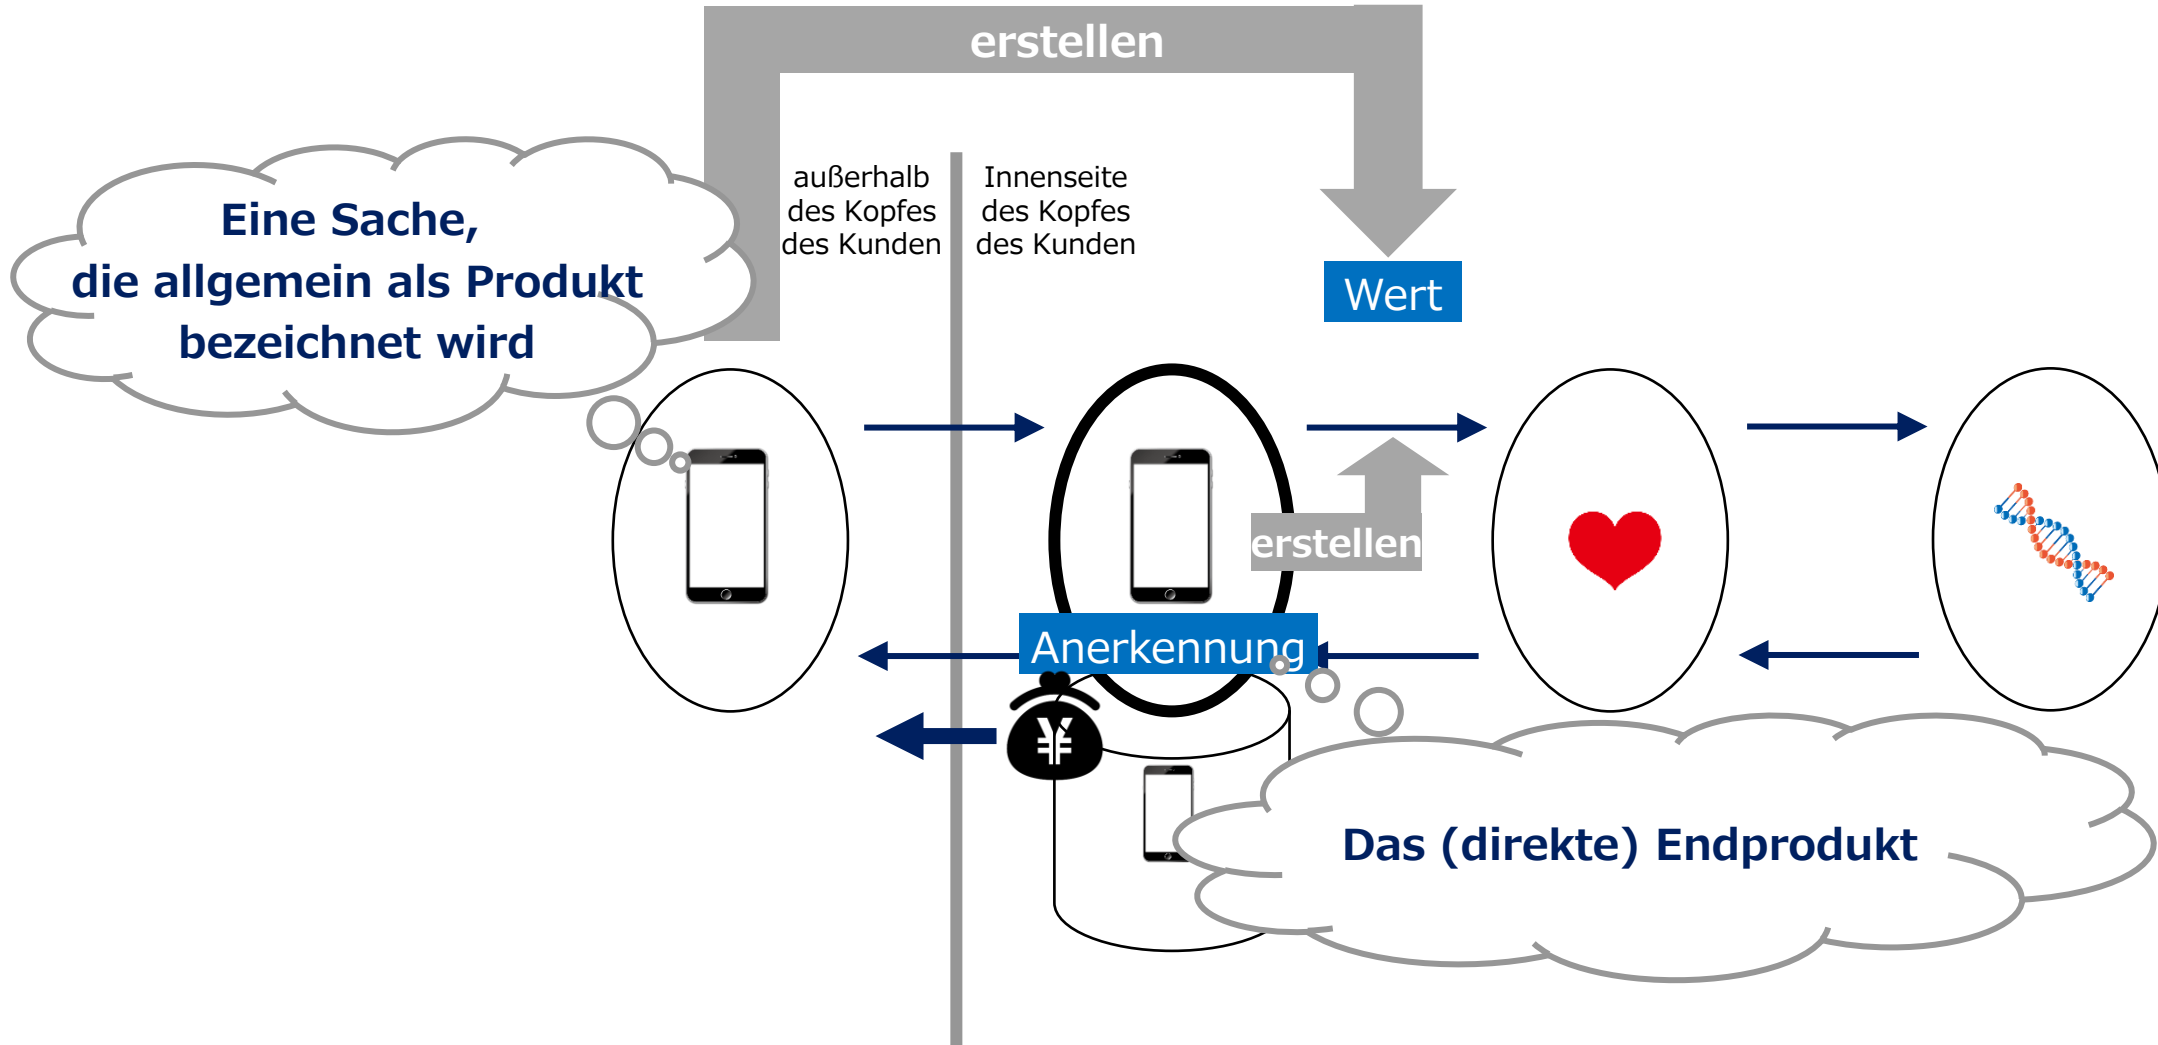 erstellen
außerhalb
des Kopfes
des Kunden
Innenseite
des Kopfes
des Kunden
Eine Sache,
die allgemein als Produkt
bezeichnet wird
Wert
erstellen
Anerkennung
¥
Das (direkte) Endprodukt